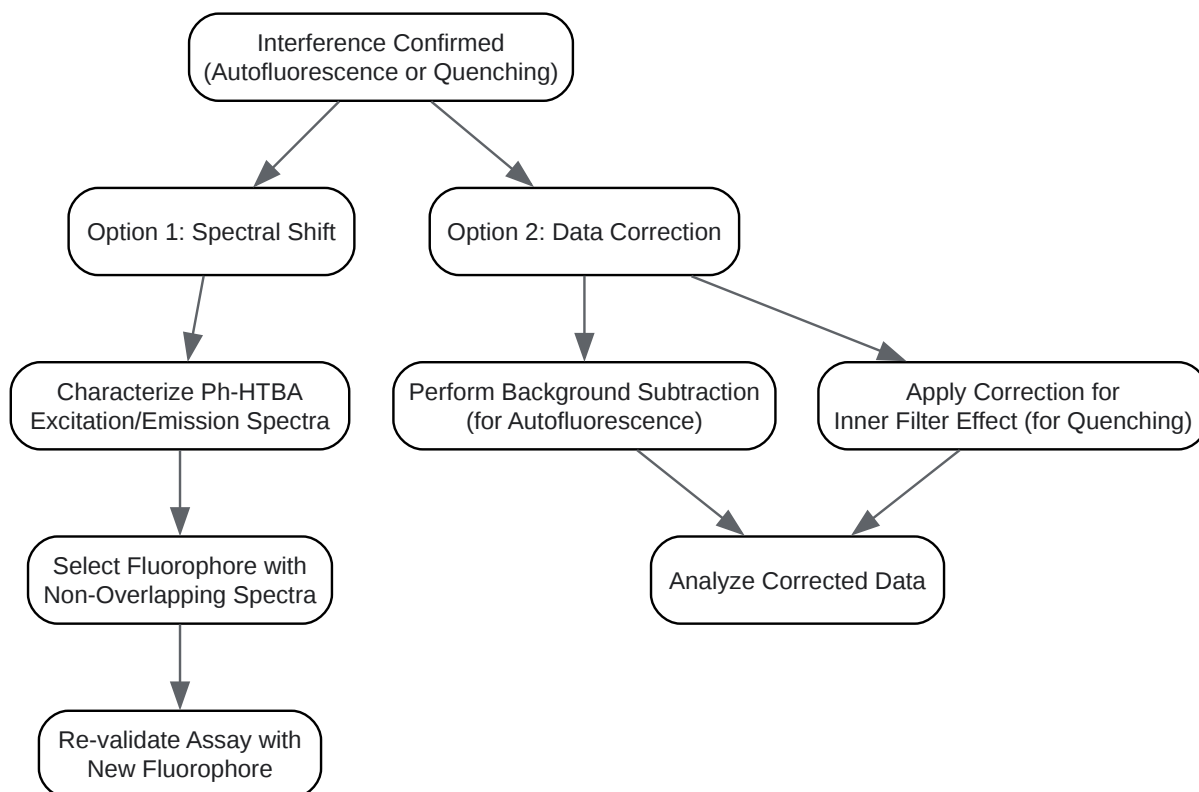 Interference Confirmed
(Autofluorescence or Quenching)
Option 1: Spectral Shift
Option 2: Data Correction
Characterize Ph-HTBA
Excitation/Emission Spectra
Perform Background Subtraction
(for Autofluorescence)
Apply Correction for
Inner Filter Effect (for Quenching)
Select Fluorophore with
Non-Overlapping Spectra
Analyze Corrected Data
Re-validate Assay with
New Fluorophore